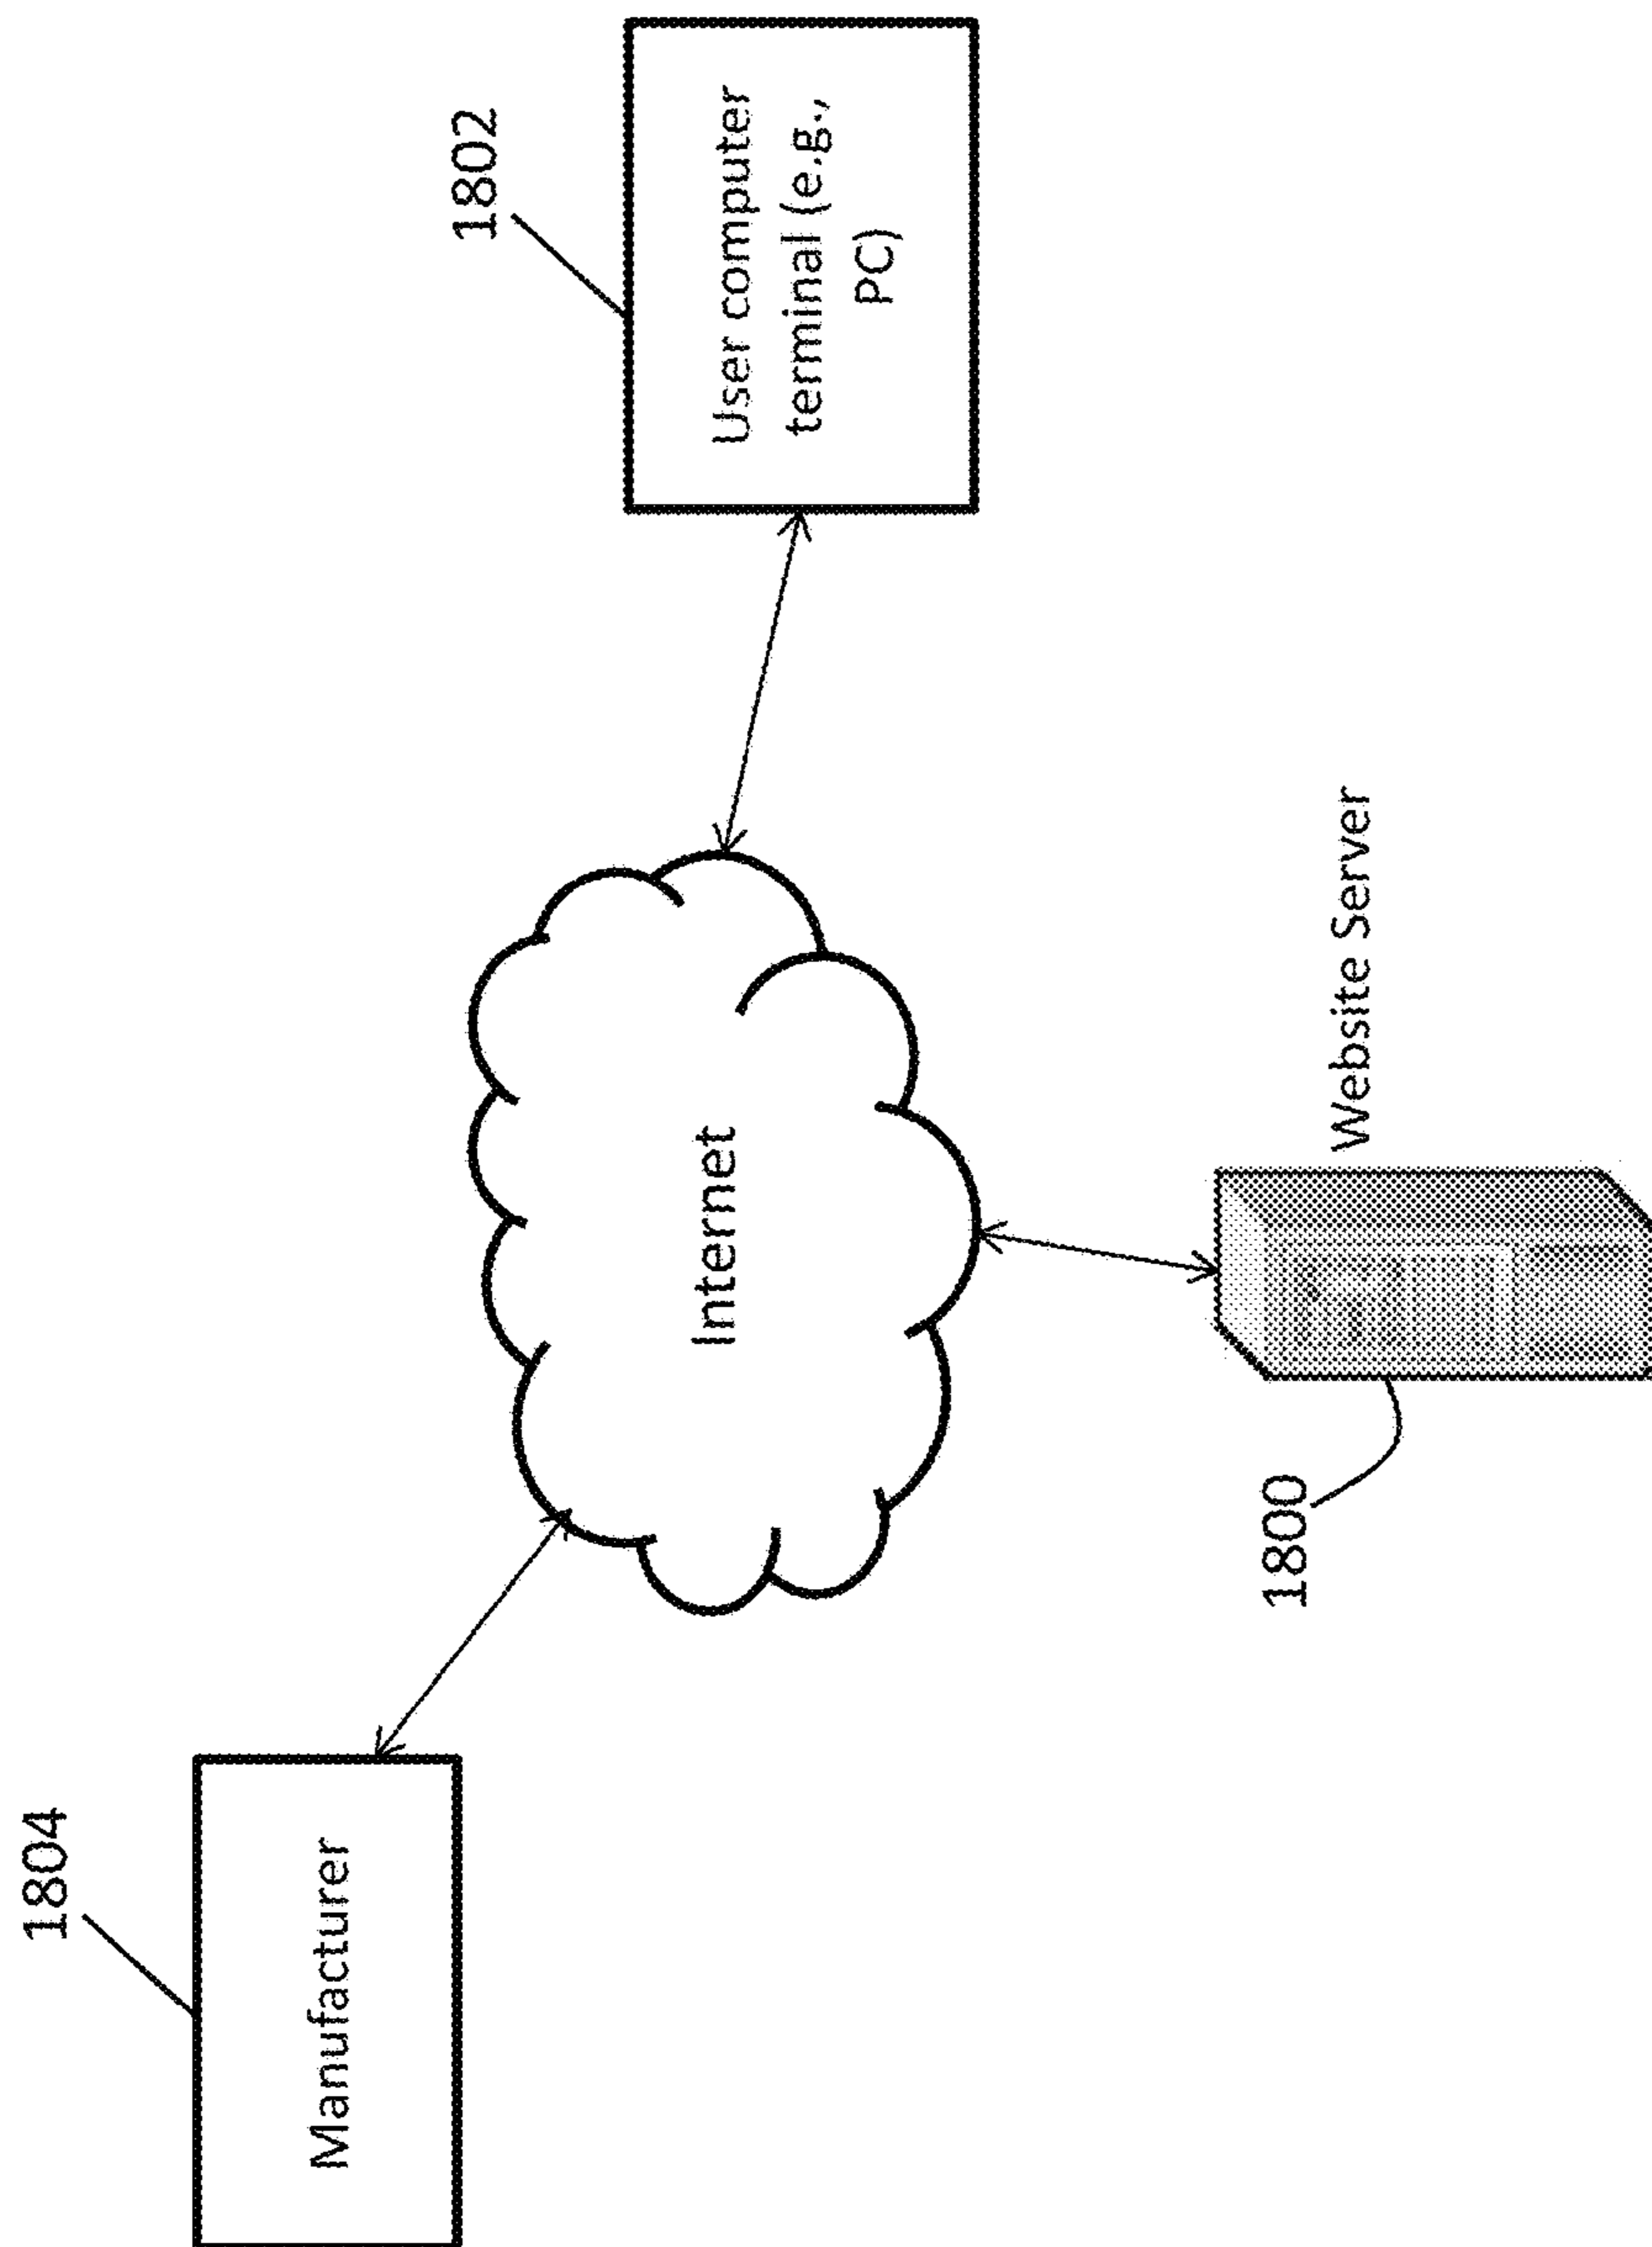 1804
Manufacturer
1802
User computer
terminal (e.g.,
PC)
Internet
Website Server
1800